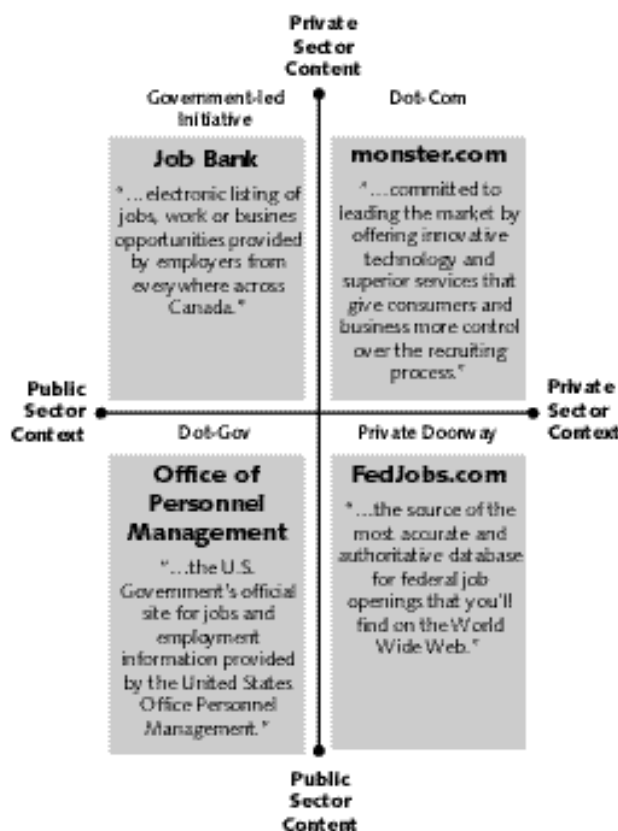 Private
Sector
Content
Government-led
Initiative
Dot-Com
Job Bank
"...electronic listing of
jobs, work or busines
opportunities provided
by employers from
everywhere across
Canada."
monster.com
"...committed to
leading the market by
offering innovative
technology and
superior services that
give consumers and
business more control
over the recruiting
process."
Public
Sector
Context
Private
Sector
Context
Dot-Gov
Private Doorway
Office of
Personnel
Management
"...the U.S.
Government's official
site for jobs and
employment
information provided
by the United States
Office Personnel
Management."
FedJobs.com
"...the source of the
most accurate and
authoritative database
for federal job
openings that you'll
find on the World
Wide Web."
Public
Sector
Content